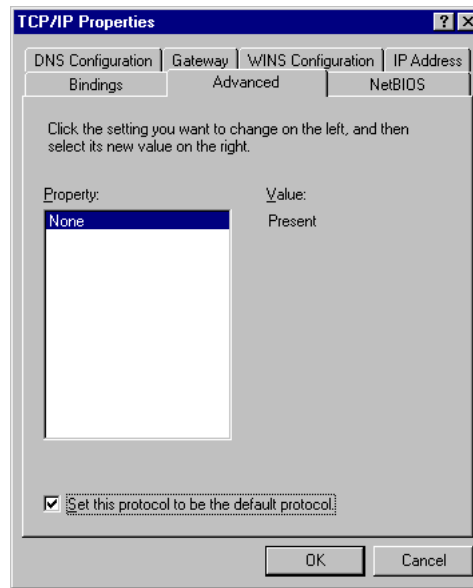 TCP/IP Properties
DNS Configuration Gateway WINS Configuration IP Address
Bindings Advanced NetBIOS
Click the setting you want to change on the left, and then
select its new value on the right.
Property: Value:
None Present
Set this protocol to be the default protocol.
OK Cancel